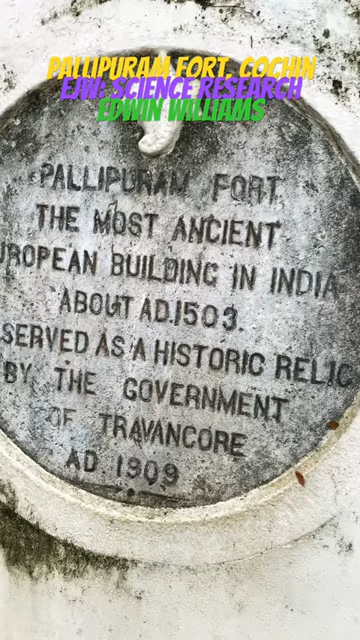 PALLIPURAM FORT, COCHIN
EJW: SCIENCE RESEARCH
EDWIN WILLIAMS
PALLIPURAM FORT
THE MOST ANCIENT
UROPEAN BUILDING IN INDIA
ABOUT AD.1503.
SERVED AS A HISTORIC RELIC
BY THE GOVERNMENT
OF TRAVANCORE
AD 1909